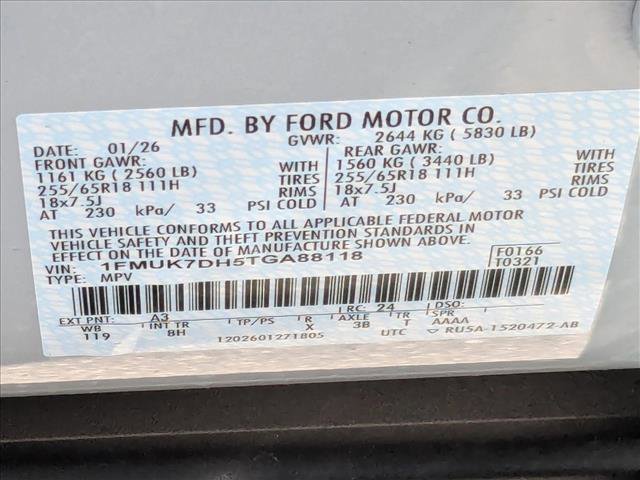 MFD. BY FORD MOTOR CO.
DATE: 01/26 GVWR: 2644 KG ( 5830 LB)
FRONT GAWR: REAR GAWR:
1161 KG ( 2560 LB) WITH 1560 KG ( 3440 LB) WITH
255/65R18 111H TIRES 255/65R18 111H TIRES
18x7.5J RIMS 18x7.5J RIMS
AT 230 kPa/ 33 PSI COLD AT 230 kPa/ 33 PSI COLD
THIS VEHICLE CONFORMS TO ALL APPLICABLE FEDERAL MOTOR
VEHICLE SAFETY AND THEFT PREVENTION STANDARDS IN
EFFECT ON THE DATE OF MANUFACTURE SHOWN ABOVE.
VIN: 1FMUK7DH5TGA88118 F0166
TYPE: MPV T0321
EXT PNT: A3 RC: 24 DSO:
WB INT TR TP/PS R AXLE TR SPR
119 8H X 3B T AAAA
1202601271805 UTC RU5A-1520472-AB